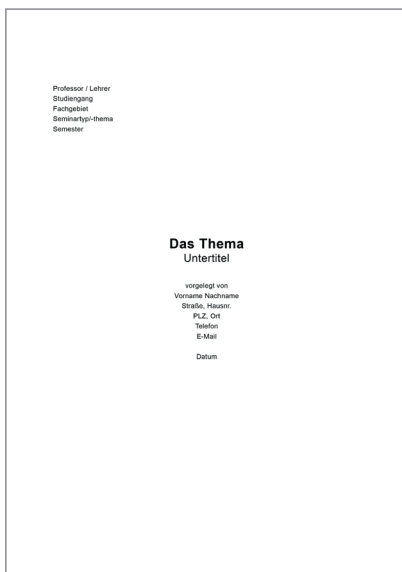 Professor / Lehrer
Studiengang
Fachgebiet
Seminartyp/-thema
Semester
Das Thema
Untertitel
vorgelegt von
Vorname Nachname
Straße, Hausnr.
PLZ, Ort
Telefon
E-Mail
Datum